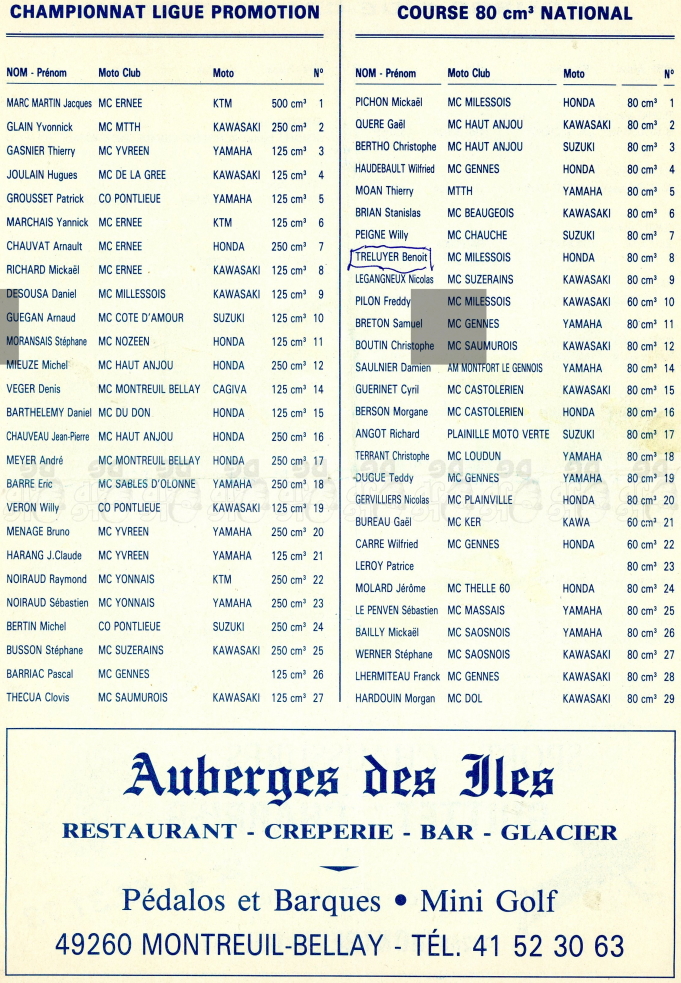 CHAMPIONNAT LIGUE PROMOTION
NOM - Prénom Moto Club Moto N°
MARC MARTIN Jacques MC ERNEE KTM 500 cm³ 1
GLAIN Yvonnick MC MTTH KAWASAKI 250 cm³ 2
GASNIER Thierry MC YVREEN YAMAHA 125 cm³ 3
JOULAIN Hugues MC DE LA GREE KAWASAKI 125 cm³ 4
GROUSSET Patrick CO PONTLIEUE YAMAHA 125 cm³ 5
MARCHAIS Yannick MC ERNEE KTM 125 cm³ 6
CHAUVAT Arnault MC ERNEE HONDA 250 cm³ 7
RICHARD Mickaël MC ERNEE KAWASAKI 125 cm³ 8
DESOUSA Daniel MC MILLESSOIS KAWASAKI 125 cm³ 9
GUEGAN Arnaud MC COTE D'AMOUR SUZUKI 125 cm³ 10
MORANSAIS Stéphane MC NOZEEN HONDA 125 cm³ 11
MIEUZE Michel MC HAUT ANJOU HONDA 250 cm³ 12
VEGER Denis MC MONTREUIL BELLAY CAGIVA 125 cm³ 14
BARTHELEMY Daniel MC DU DON HONDA 125 cm³ 15
CHAUVEAU Jean-Pierre MC HAUT ANJOU HONDA 250 cm³ 16
MEYER André MC MONTREUIL BELLAY HONDA 250 cm³ 17
BARRE Eric MC SABLES D'OLONNE YAMAHA 250 cm³ 18
VERON Willy CO PONTLIEUE KAWASAKI 125 cm³ 19
MENAGE Bruno MC YVREEN YAMAHA 250 cm³ 20
HARANG J.Claude MC YVREEN YAMAHA 125 cm³ 21
NOIRAUD Raymond MC YONNAIS KTM 250 cm³ 22
NOIRAUD Sébastien MC YONNAIS YAMAHA 250 cm³ 23
BERTIN Michel CO PONTLIEUE SUZUKI 250 cm³ 24
BUSSON Stéphane MC SUZERAINS KAWASAKI 250 cm³ 25
BARRIAC Pascal MC GENNES 125 cm³ 26
THECUA Clovis MC SAUMUROIS KAWASAKI 125 cm³ 27
COURSE 80 cm³ NATIONAL
NOM - Prénom Moto Club Moto N°
PICHON Mickaël MC MILESSOIS HONDA 80 cm³ 1
QUERE Gaël MC HAUT ANJOU KAWASAKI 80 cm³ 2
BERTHO Christophe MC HAUT ANJOU SUZUKI 80 cm³ 3
HAUDEBAULT Wilfried MC GENNES HONDA 80 cm³ 4
MOAN Thierry MTTH YAMAHA 80 cm³ 5
BRIAN Stanislas MC BEAUGEOIS KAWASAKI 80 cm³ 6
PEIGNE Willy MC CHAUCHE SUZUKI 80 cm³ 7
TRELUYER Benoit MC MILESSOIS HONDA 80 cm³ 8
LEGANGNEUX Nicolas MC SUZERAINS KAWASAKI 80 cm³ 9
PILON Freddy MC MILESSOIS KAWASAKI 60 cm³ 10
BRETON Samuel MC GENNES YAMAHA 80 cm³ 11
BOUTIN Christophe MC SAUMUROIS KAWASAKI 80 cm³ 12
SAULNIER Damien AM MONTFORT LE GENNOIS YAMAHA 80 cm³ 14
GUERINET Cyril MC CASTOLERIEN KAWASAKI 80 cm³ 15
BERSON Morgane MC CASTOLERIEN HONDA 80 cm³ 16
ANGOT Richard PLAINILLE MOTO VERTE SUZUKI 80 cm³ 17
TERRANT Christophe MC LOUDUN YAMAHA 80 cm³ 18
DUGUE Teddy MC GENNES YAMAHA 80 cm³ 19
GERVILLIERS Nicolas MC PLAINVILLE HONDA 80 cm³ 20
BUREAU Gaël MC KER KAWA 60 cm³ 21
CARRE Wilfried MC GENNES HONDA 60 cm³ 22
LEROY Patrice 80 cm³ 23
MOLARD Jérôme MC THELLE 60 HONDA 80 cm³ 24
LE PENVEN Sébastien MC MASSAIS YAMAHA 80 cm³ 25
BAILLY Mickaël MC SAOSNOIS YAMAHA 80 cm³ 26
WERNER Stéphane MC SAOSNOIS KAWASAKI 80 cm³ 27
LHERMITEAU Franck MC GENNES KAWASAKI 80 cm³ 28
HARDOUIN Morgan MC DOL KAWASAKI 80 cm³ 29
Auberges des Iles
RESTAURANT - CREPERIE - BAR - GLACIER
Pédalos et Barques • Mini Golf
49260 MONTREUIL-BELLAY - TÉL. 41 52 30 63